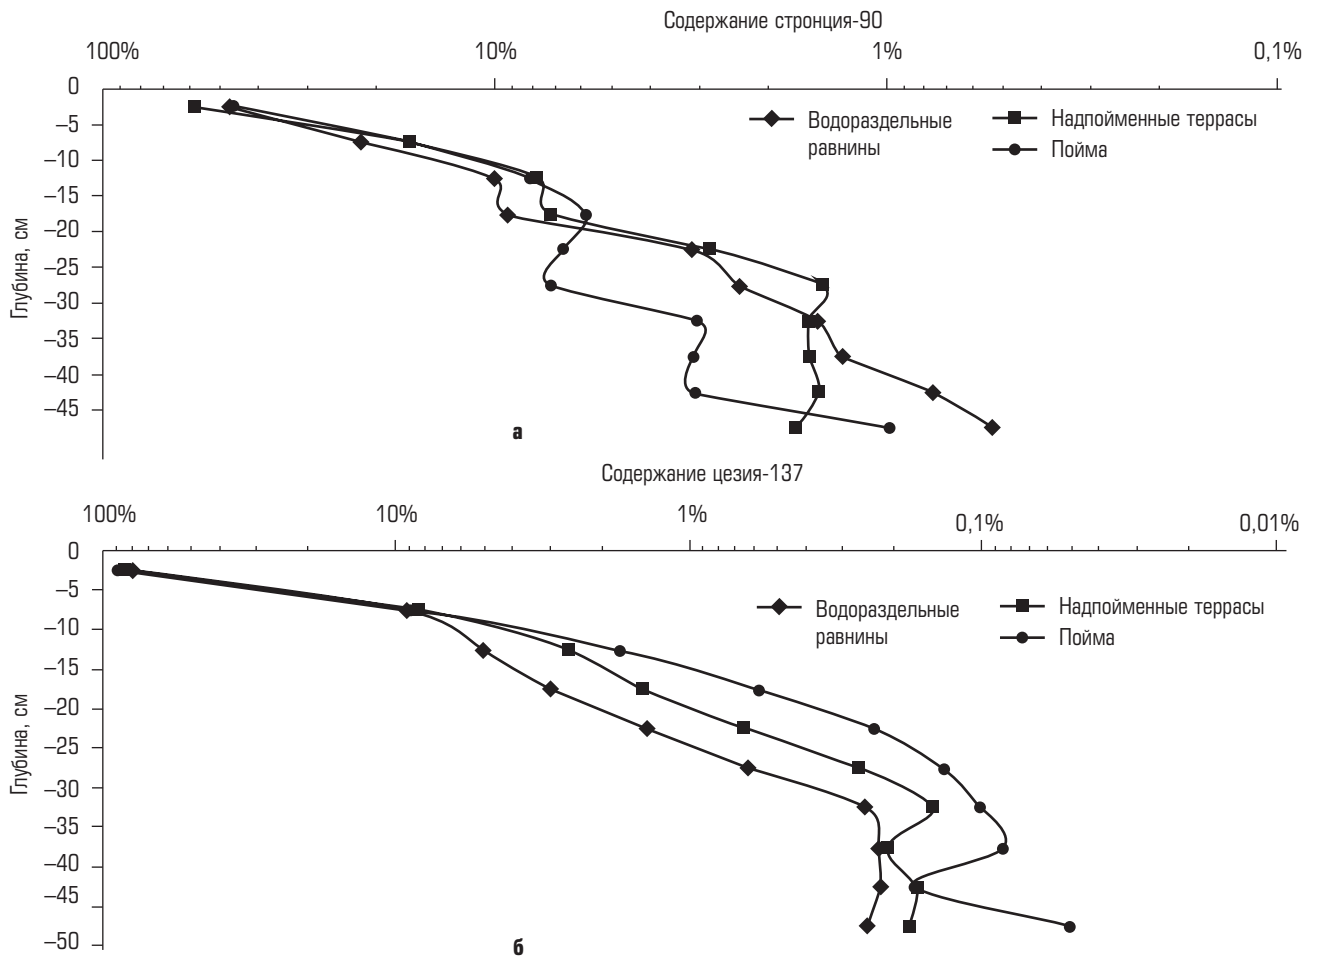 Содержание стронция-90
100% 10% 1% 0,1%
0
–5
–10
–15
–20
–25
–30
–35
–40
–45
Глубина, см
Водораздельные равнины
Надпойменные террасы
Пойма
а
Содержание цезия-137
100% 10% 1% 0,1% 0,01%
0
–5
–10
–15
–20
–25
–30
–35
–40
–45
–50
Глубина, см
Водораздельные равнины
Надпойменные террасы
Пойма
б